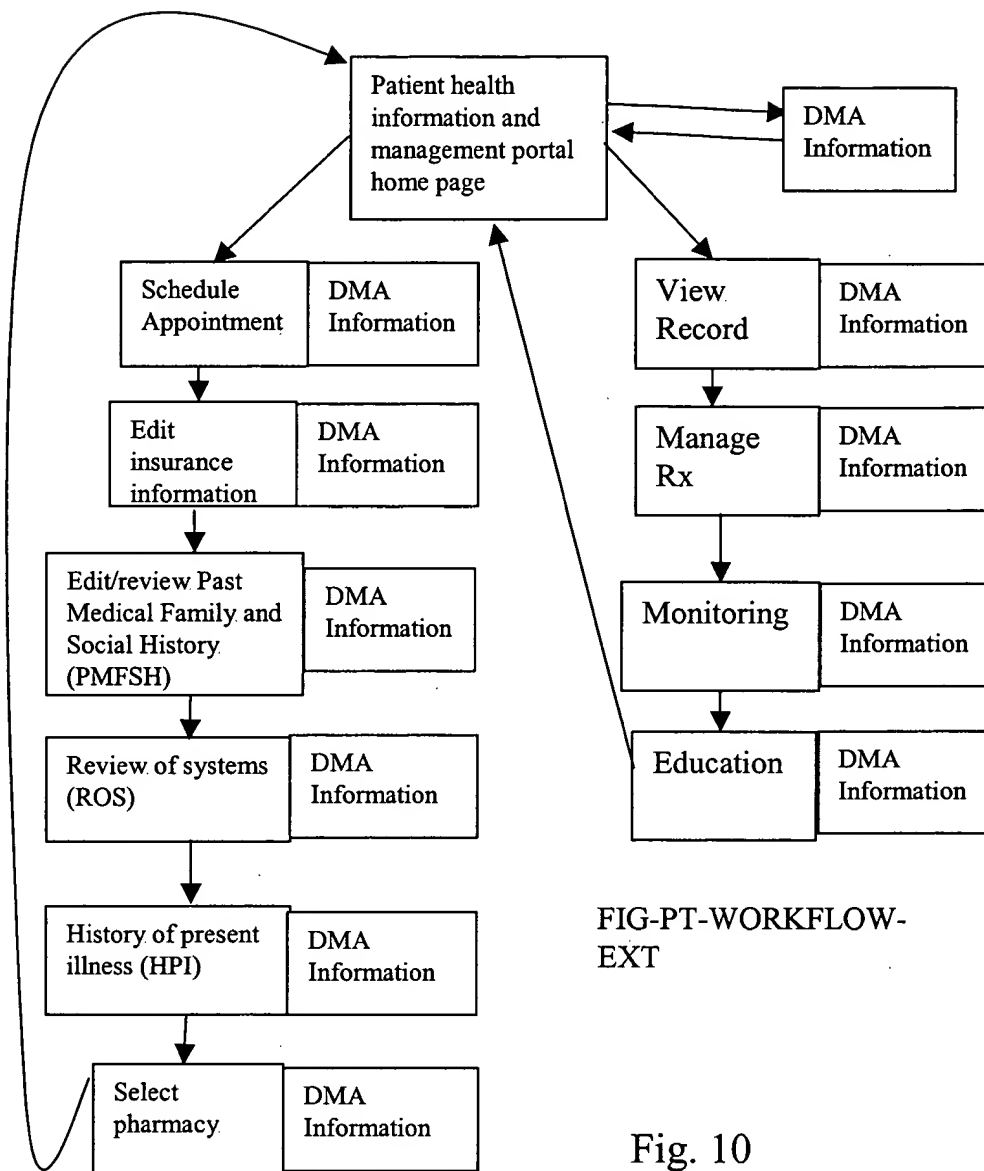 Patient health
information and
management portal
home page
DMA
Information
Schedule
Appointment
DMA
Information
Edit
insurance
information
DMA
Information
Edit/review Past
Medical Family and
Social History
(PMFSH)
DMA
Information
Review of systems
(ROS)
DMA
Information
History of present
illness (HPI)
DMA
Information
Select
pharmacy
DMA
Information
View
Record
DMA
Information
Manage
Rx
DMA
Information
Monitoring
DMA
Information
Education
DMA
Information
FIG-PT-WORKFLOW-
EXT
Fig. 10